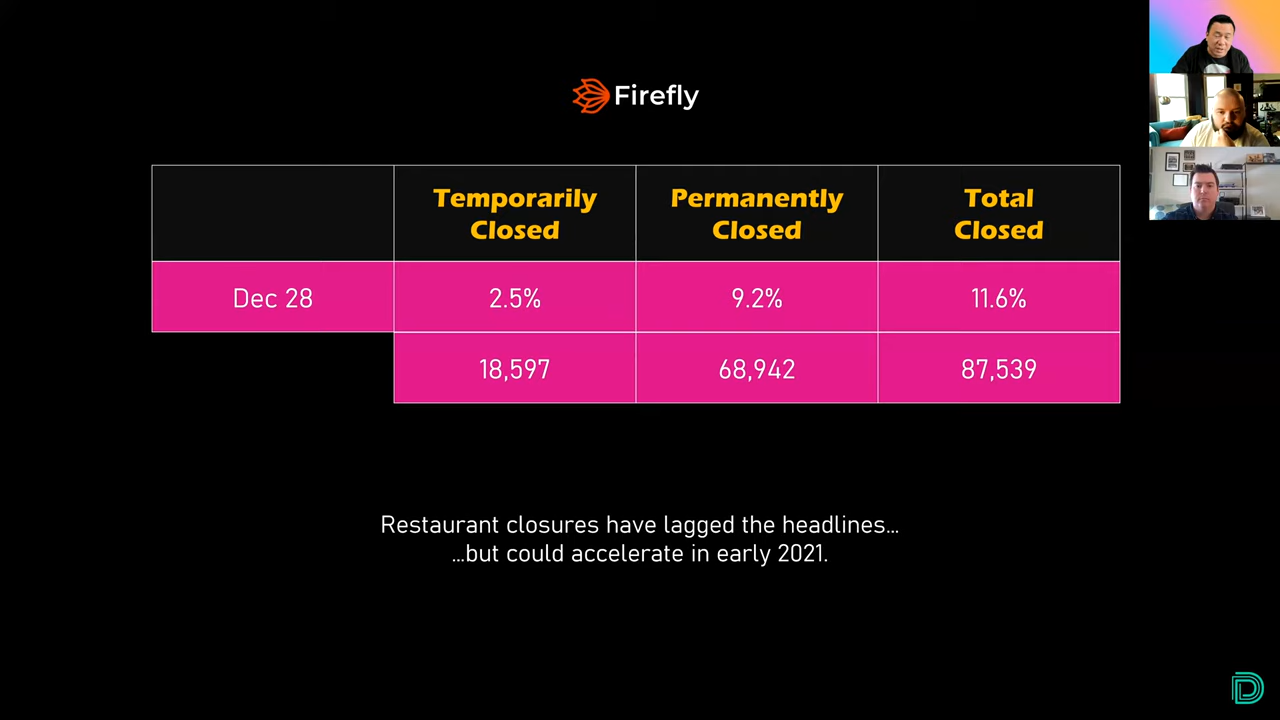 Firefly
Temporarily Closed
Permanently Closed
Total Closed
Dec 28 2.5% 9.2% 11.6%
18,597 68,942 87,539
Restaurant closures have lagged the headlines...
...but could accelerate in early 2021.